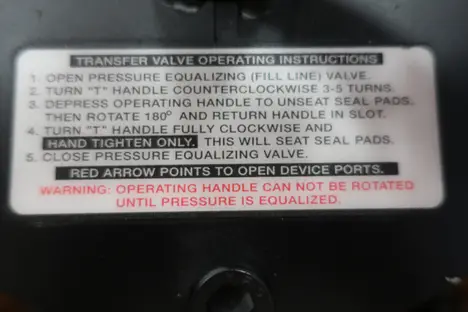 TRANSFER VALVE OPERATING INSTRUCTIONS
1. OPEN PRESSURE EQUALIZING (FILL LINE) VALVE.
2. TURN "T" HANDLE COUNTERCLOCKWISE 3-5 TURNS.
3. DEPRESS OPERATING HANDLE TO UNSEAT SEAL PADS.
THEN ROTATE 180° AND RETURN HANDLE IN SLOT.
4. TURN "T" HANDLE FULLY CLOCKWISE AND
HAND TIGHTEN ONLY. THIS WILL SEAT SEAL PADS.
5. CLOSE PRESSURE EQUALIZING VALVE.
RED ARROW POINTS TO OPEN DEVICE PORTS.
WARNING: OPERATING HANDLE CAN NOT BE ROTATED
UNTIL PRESSURE IS EQUALIZED.